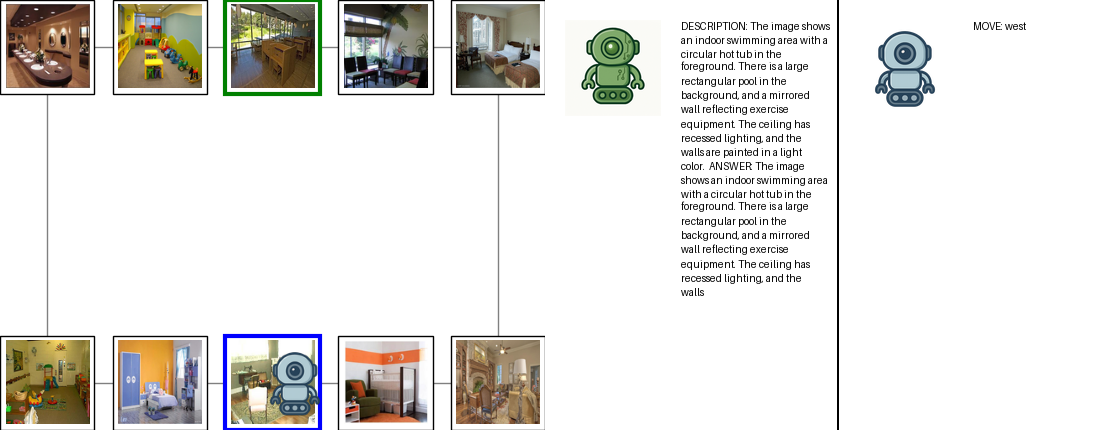 DESCRIPTION: The image shows
an indoor swimming area with a
circular hot tub in the
foreground. There is a large
rectangular pool in the
background, and a mirrored
wall reflecting exercise
equipment. The ceiling has
recessed lighting, and the
walls are painted in a light
color.  ANSWER: The image
shows an indoor swimming area
with a circular hot tub in the
foreground. There is a large
rectangular pool in the
background, and a mirrored
wall reflecting exercise
equipment. The ceiling has
recessed lighting, and the
walls
MOVE: west